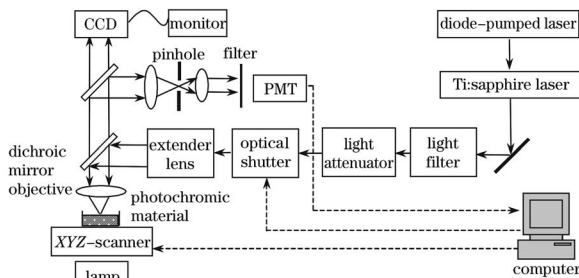 CCD
monitor
diode-pumped laser
pinhole
filter
PMT
Ti:sapphire laser
dichroic
mirror
objective
extender
lens
optical
shutter
light
attenuator
light
filter
photochromic
material
XYZ-scanner
lamp
computer